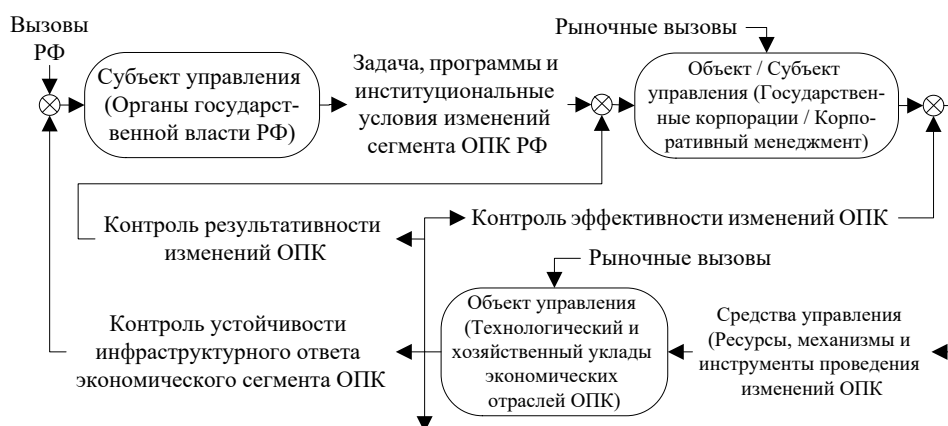 Вызовы
РФ
Субъект управления
(Органы государст-
венной власти РФ)
Задача, программы и
институциональные
условия изменений
сегмента ОПК РФ
Рыночные вызовы
Объект / Субъект
управления (Государствен-
ные корпорации / Корпо-
ративный менеджмент)
Контроль результативности
изменений ОПК
Контроль эффективности изменений ОПК
Рыночные вызовы
Контроль устойчивости
инфраструктурного ответа
экономического сегмента ОПК
Объект управления
(Технологический и
хозяйственный уклады
экономических
отраслей ОПК)
Средства управления
(Ресурсы, механизмы и
инструменты проведения
изменений ОПК